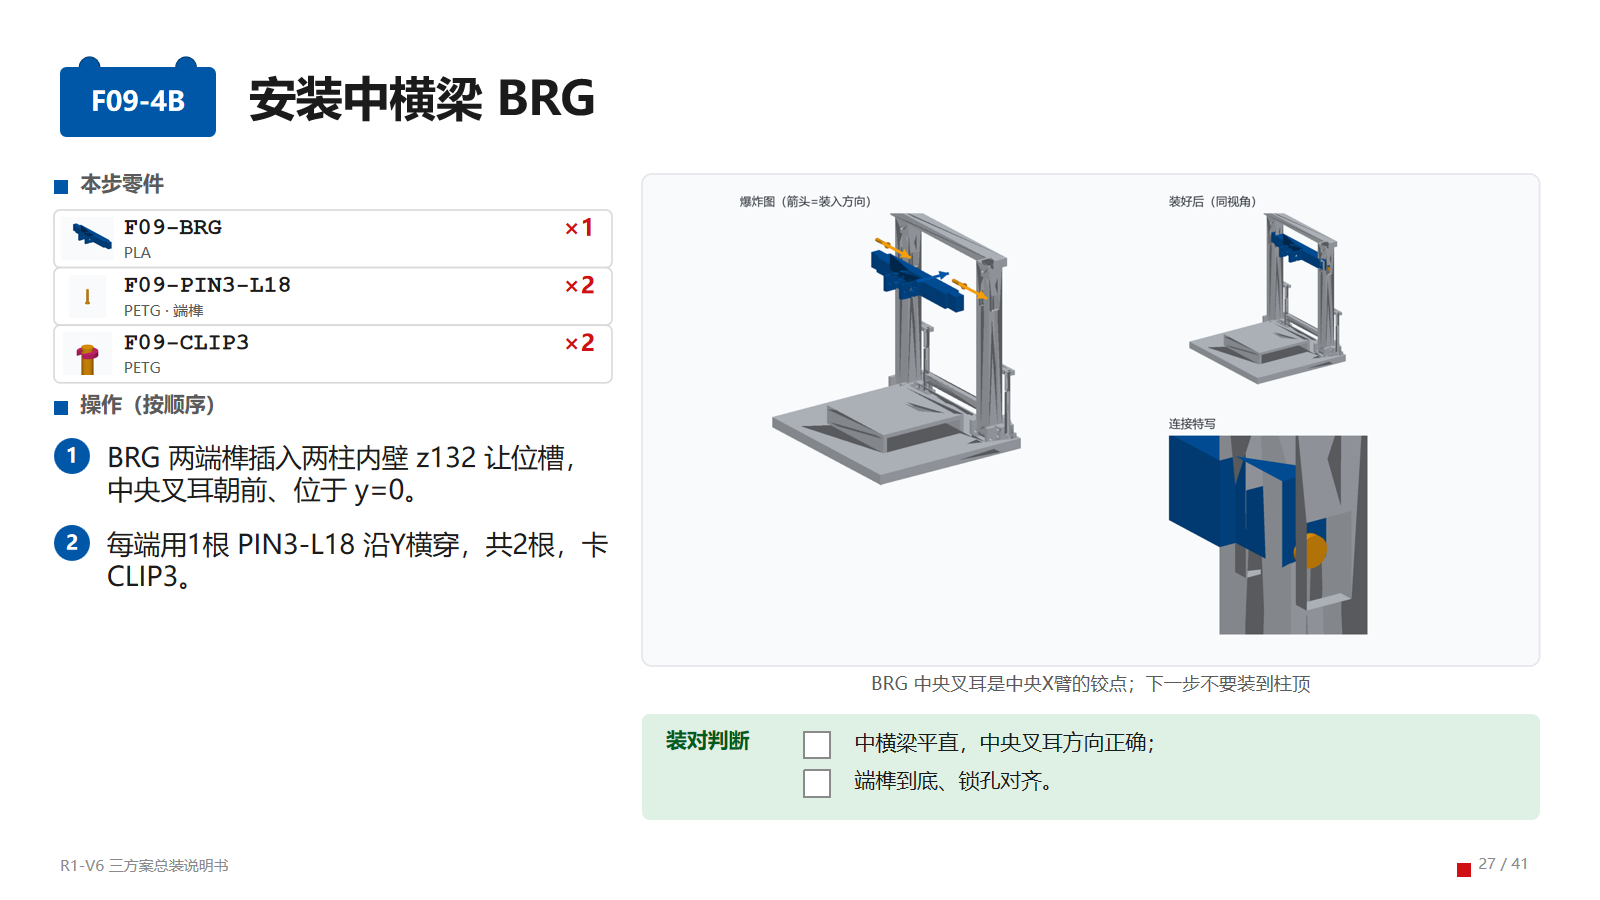 F09-4B
安装中横梁 BRG
本步零件
F09-BRG
×1
PLA
F09-PIN3-L18
×2
PETG · 端榫
F09-CLIP3
×2
PETG
操作（按顺序）
1
BRG 两端榫插入两柱内壁 z132 让位槽，
中央叉耳朝前、位于 y=0。
2
每端用1根 PIN3-L18 沿Y横穿，共2根，卡
CLIP3。
爆炸图（箭头=装入方向）
装好后（同视角）
连接特写
BRG 中央叉耳是中央X臂的铰点；下一步不要装到柱顶
装对判断
中横梁平直，中央叉耳方向正确；
端榫到底、锁孔对齐。
R1-V6 三方案总装说明书
27 / 41